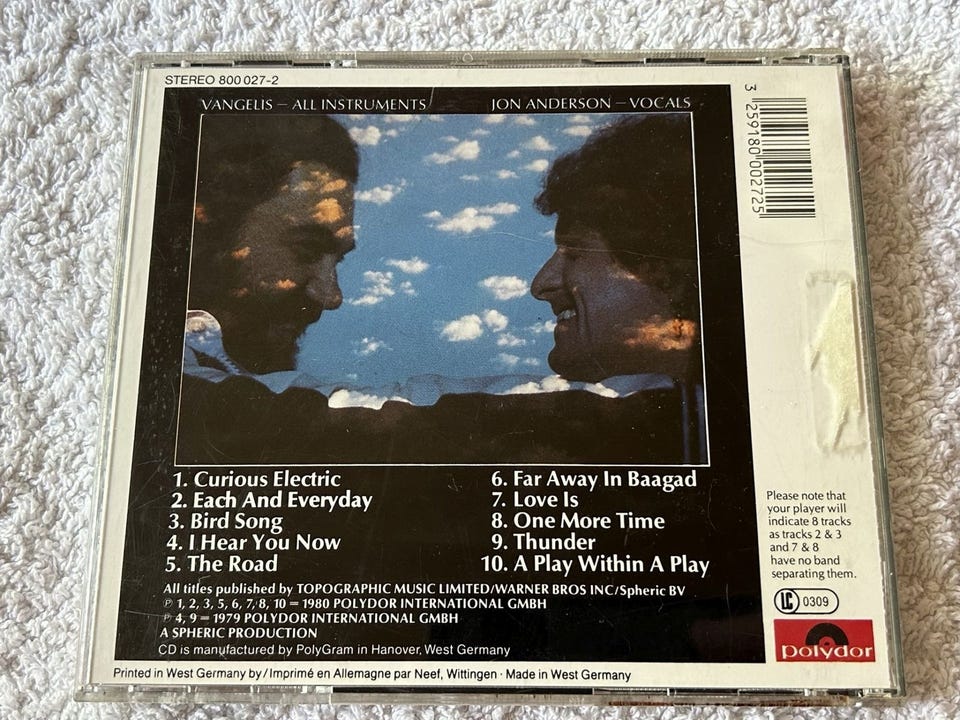 STEREO 800 027-2
VANGELIS – ALL INSTRUMENTS
JON ANDERSON – VOCALS
3 259180 002725
1. Curious Electric
2. Each And Everyday
3. Bird Song
4. I Hear You Now
5. The Road
6. Far Away In Baagad
7. Love Is
8. One More Time
9. Thunder
10. A Play Within A Play
All titles published by TOPOGRAPHIC MUSIC LIMITED/WARNER BROS INC/Spheric BV
℗ 1, 2, 3, 5, 6, 7/8, 10 = 1980 POLYDOR INTERNATIONAL GMBH
℗ 4, 9 = 1979 POLYDOR INTERNATIONAL GMBH
A SPHERIC PRODUCTION
CD is manufactured by PolyGram in Hanover, West Germany
Please note that
your player will
indicate 8 tracks
as tracks 2 & 3
and 7 & 8
have no band
separating them.
LC 0309
polydor
Printed in West Germany by / Imprimé en Allemagne par Neef, Wittingen · Made in West Germany